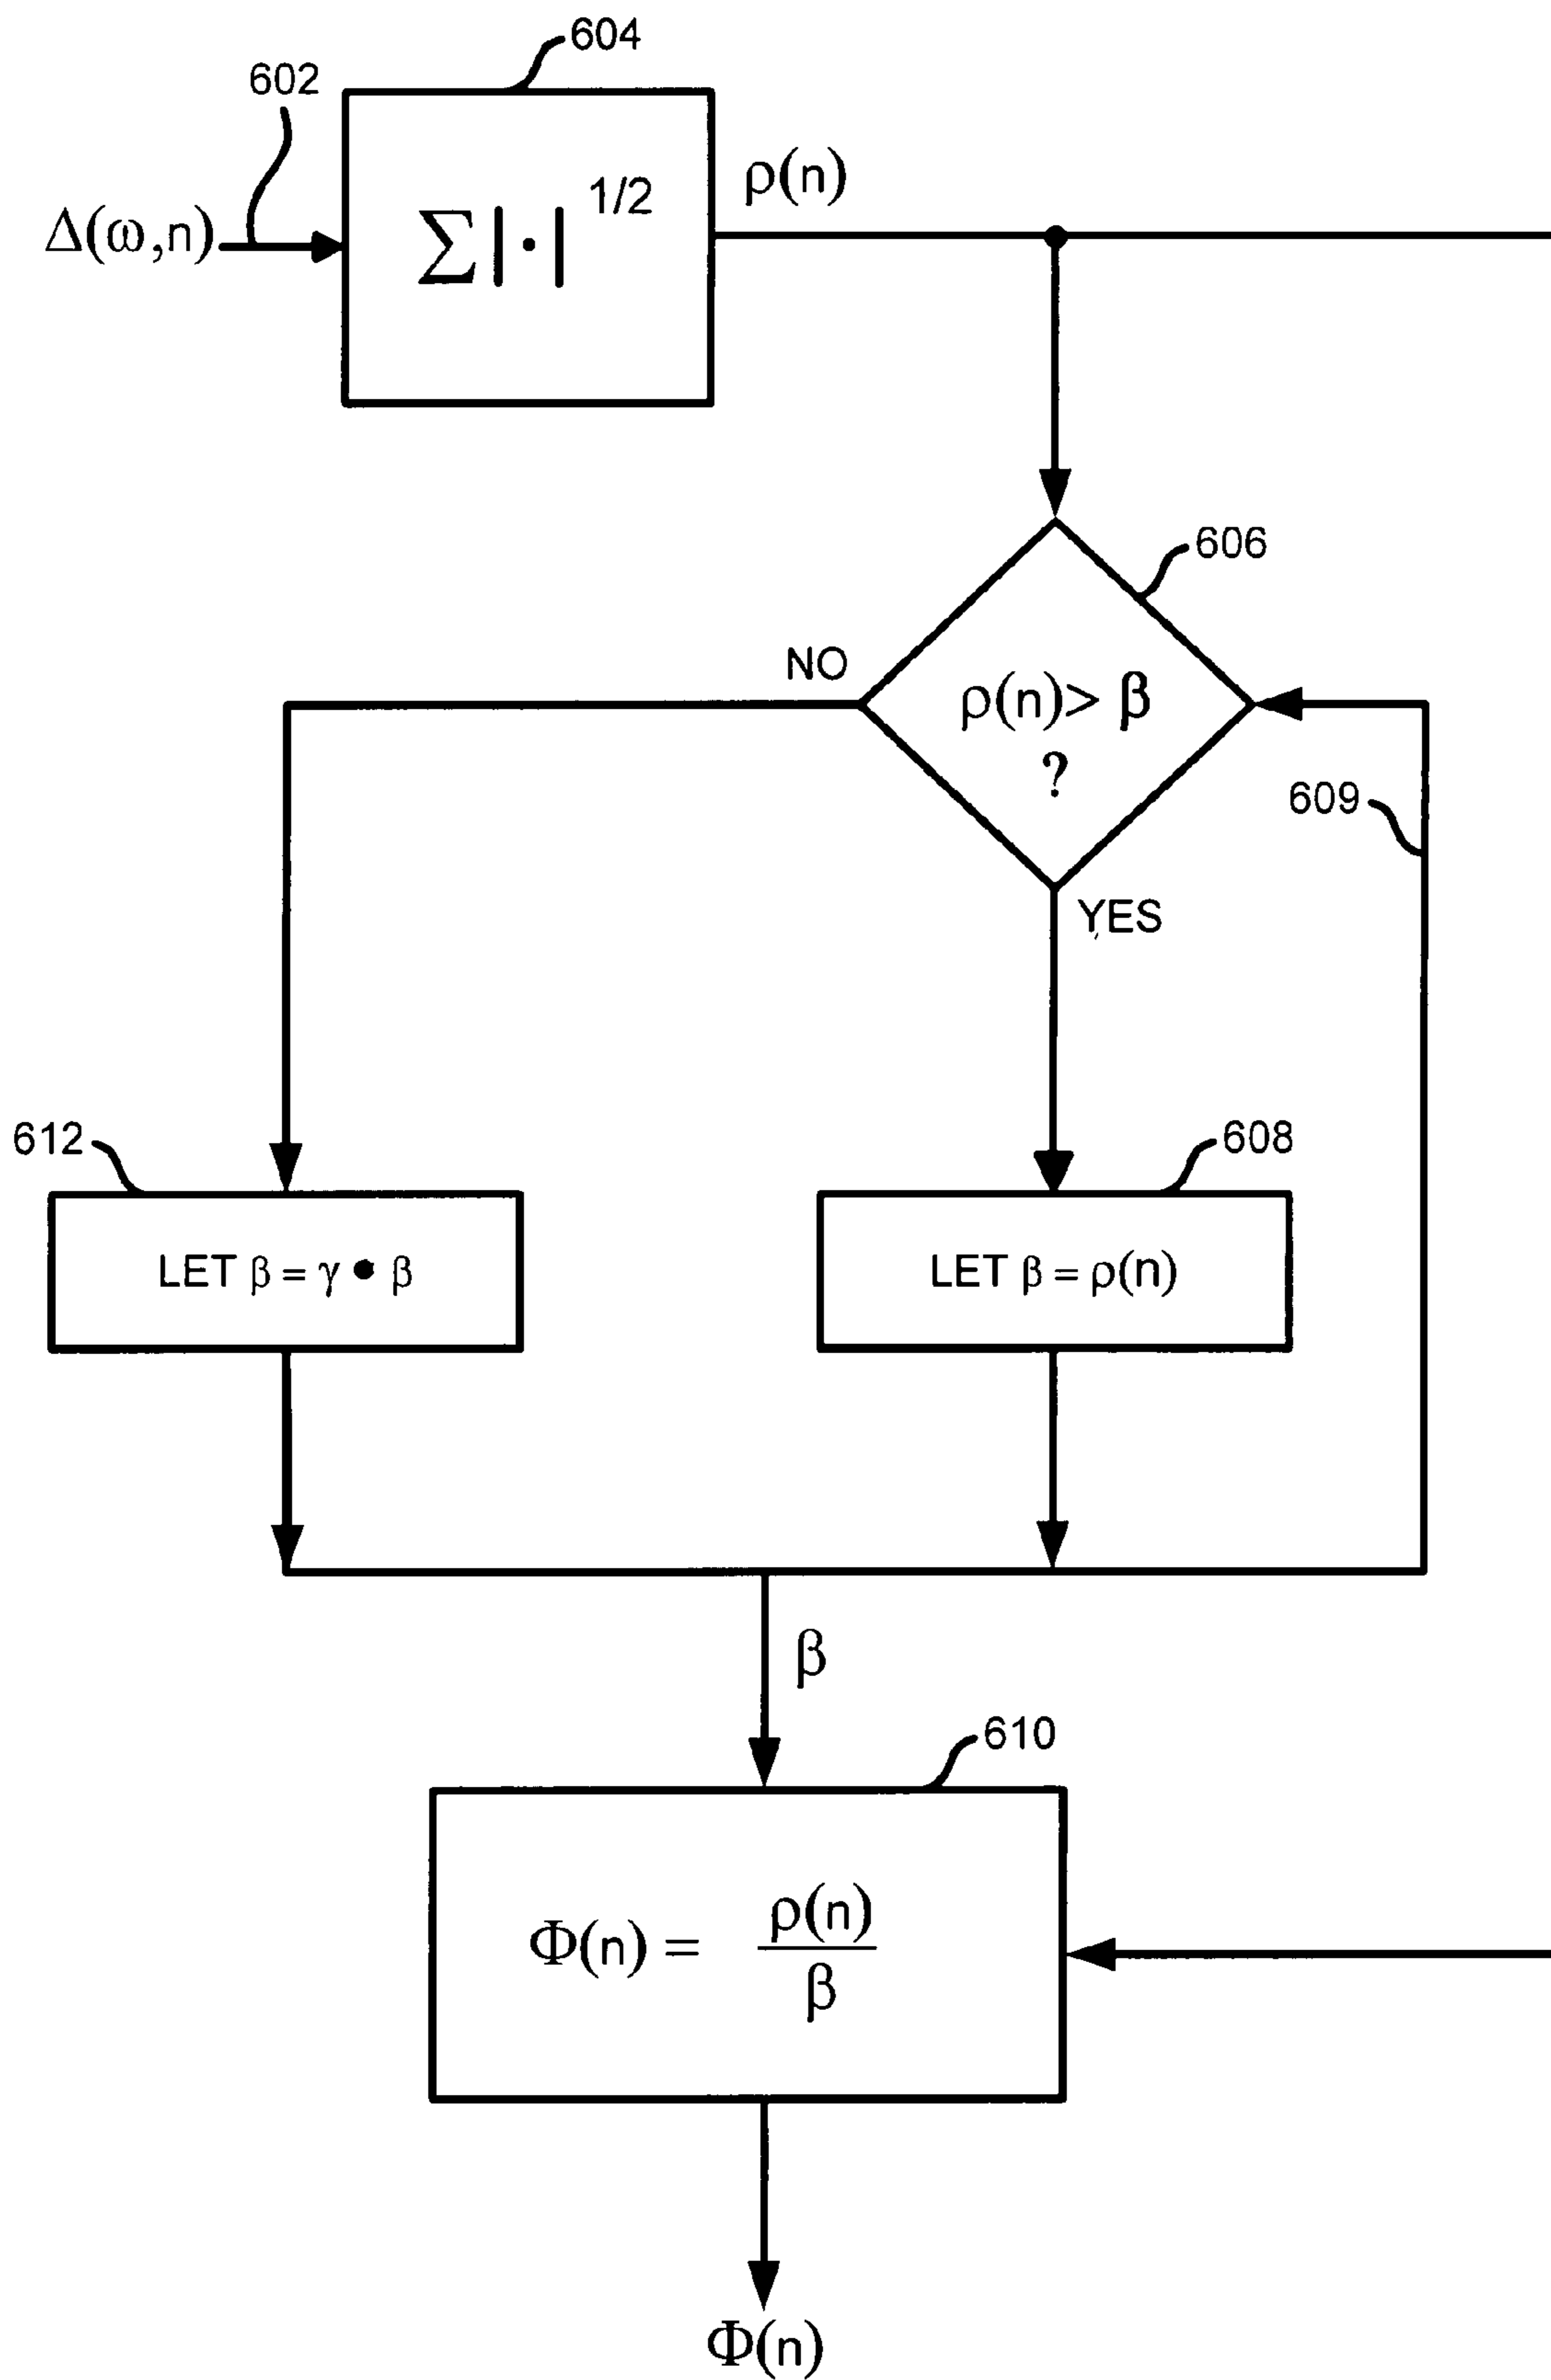 604
602
Δ(ω,n)
Σ|·| 1/2
ρ(n)
606
NO
ρ(n)> β
?
609
YES
612
608
LET β = γ • β
LET β = ρ(n)
β
610
Φ(n) = ρ(n)
β
Φ(n)